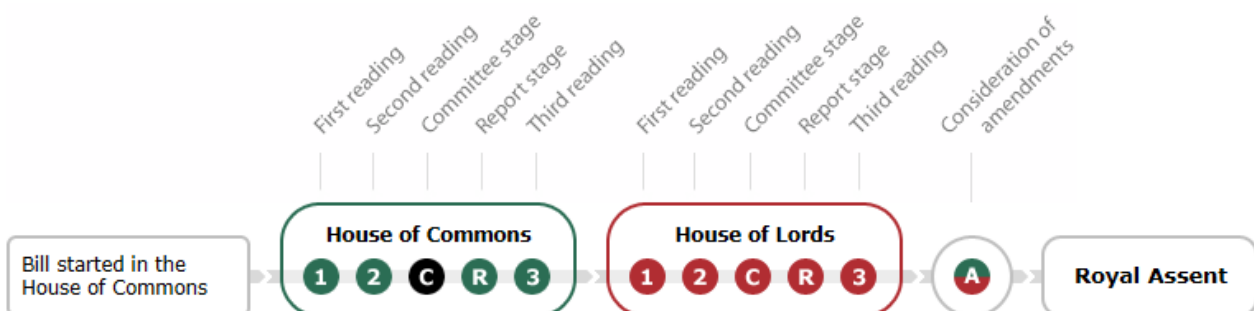 First reading
Second reading
Committee stage
Report stage
Third reading
First reading
Second reading
Committee stage
Report stage
Third reading
Consideration of
amendments
Bill started in the
House of Commons
House of Commons
1 2 C R 3
House of Lords
1 2 C R 3
A
Royal Assent